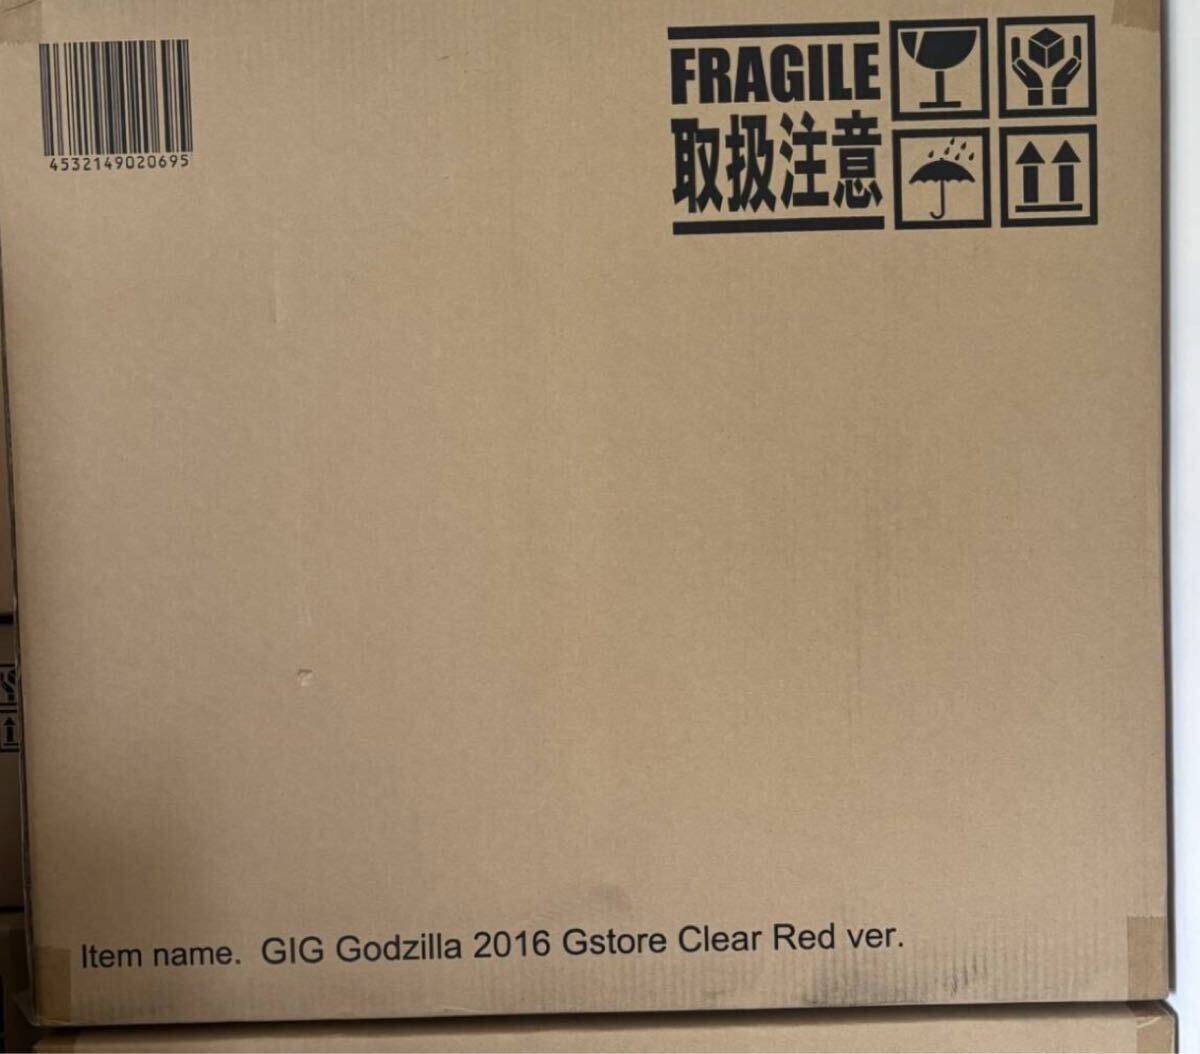 4532149020695
FRAGILE
取扱注意
Item name. GIG Godzilla 2016 Gstore Clear Red ver.